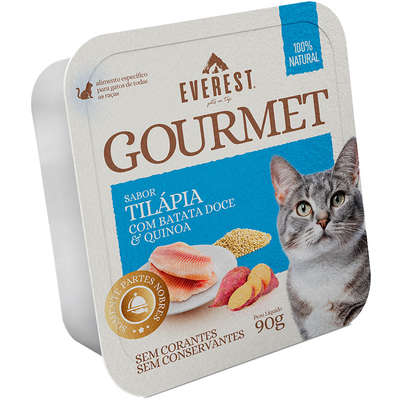 alimento específico
para gatos de todas
as raças
100%
NATURAL
EVEREST
GOURMET
SABOR
TILÁPIA
COM BATATA DOCE
& QUINOA
SOMENTE PARTES NOBRES
SEM CORANTES
SEM CONSERVANTES
Peso Líquido
90g